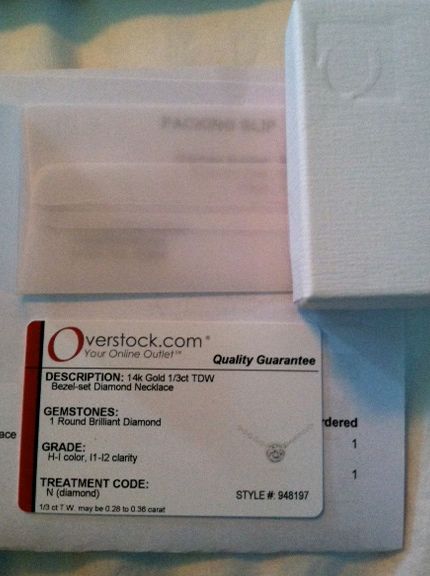 PACKING SLIP
Overstock.com®
Your Online Outlet℠
Quality Guarantee
DESCRIPTION: 14k Gold 1/3ct TDW
Bezel-set Diamond Necklace
GEMSTONES:
1 Round Brilliant Diamond
GRADE:
H-I color, I1-I2 clarity
TREATMENT CODE:
N (diamond)
STYLE #: 948197
1/3 ct T.W. may be 0.28 to 0.36 carat
ace
rdered
1
1